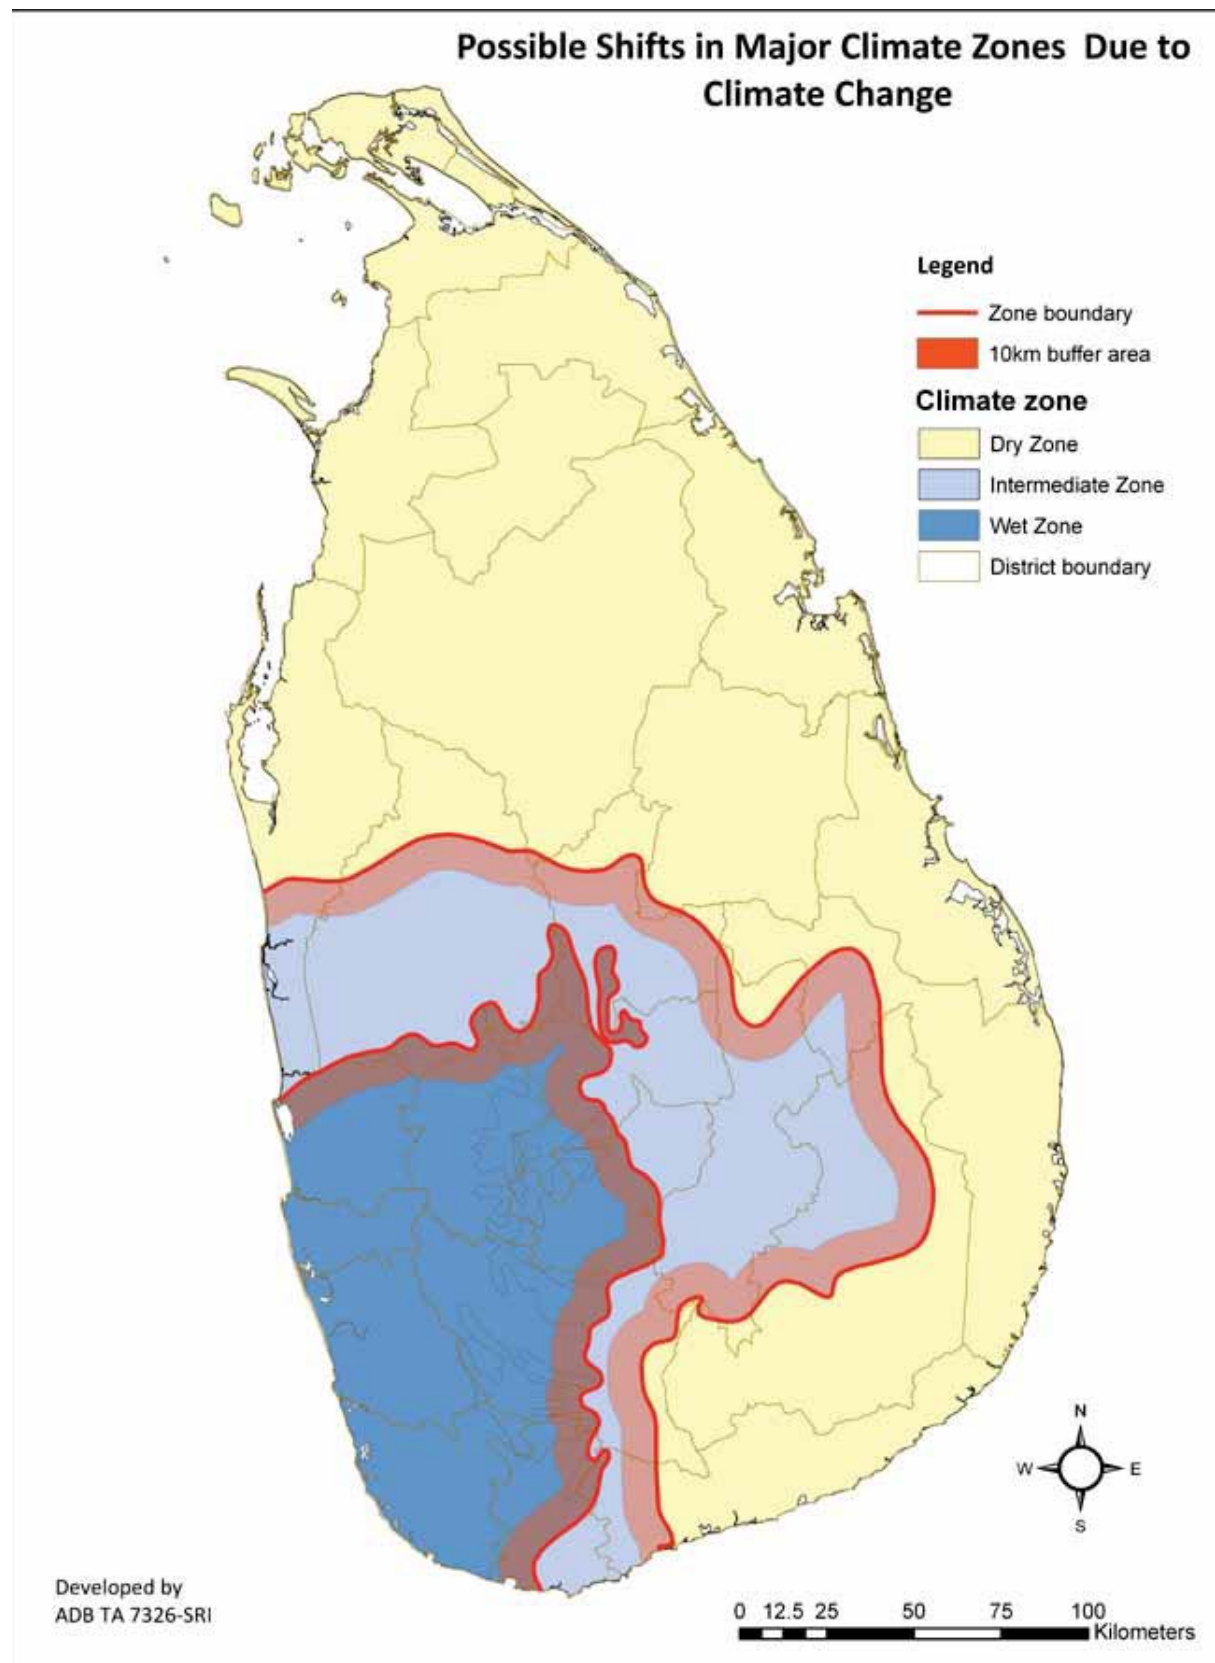 Possible Shifts in Major Climate Zones Due to
Climate Change
Legend
Zone boundary
10km buffer area
Climate zone
Dry Zone
Intermediate Zone
Wet Zone
District boundary
N
W E
S
Developed by
ADB TA 7326-SRI
0 12.5 25 50 75 100
Kilometers